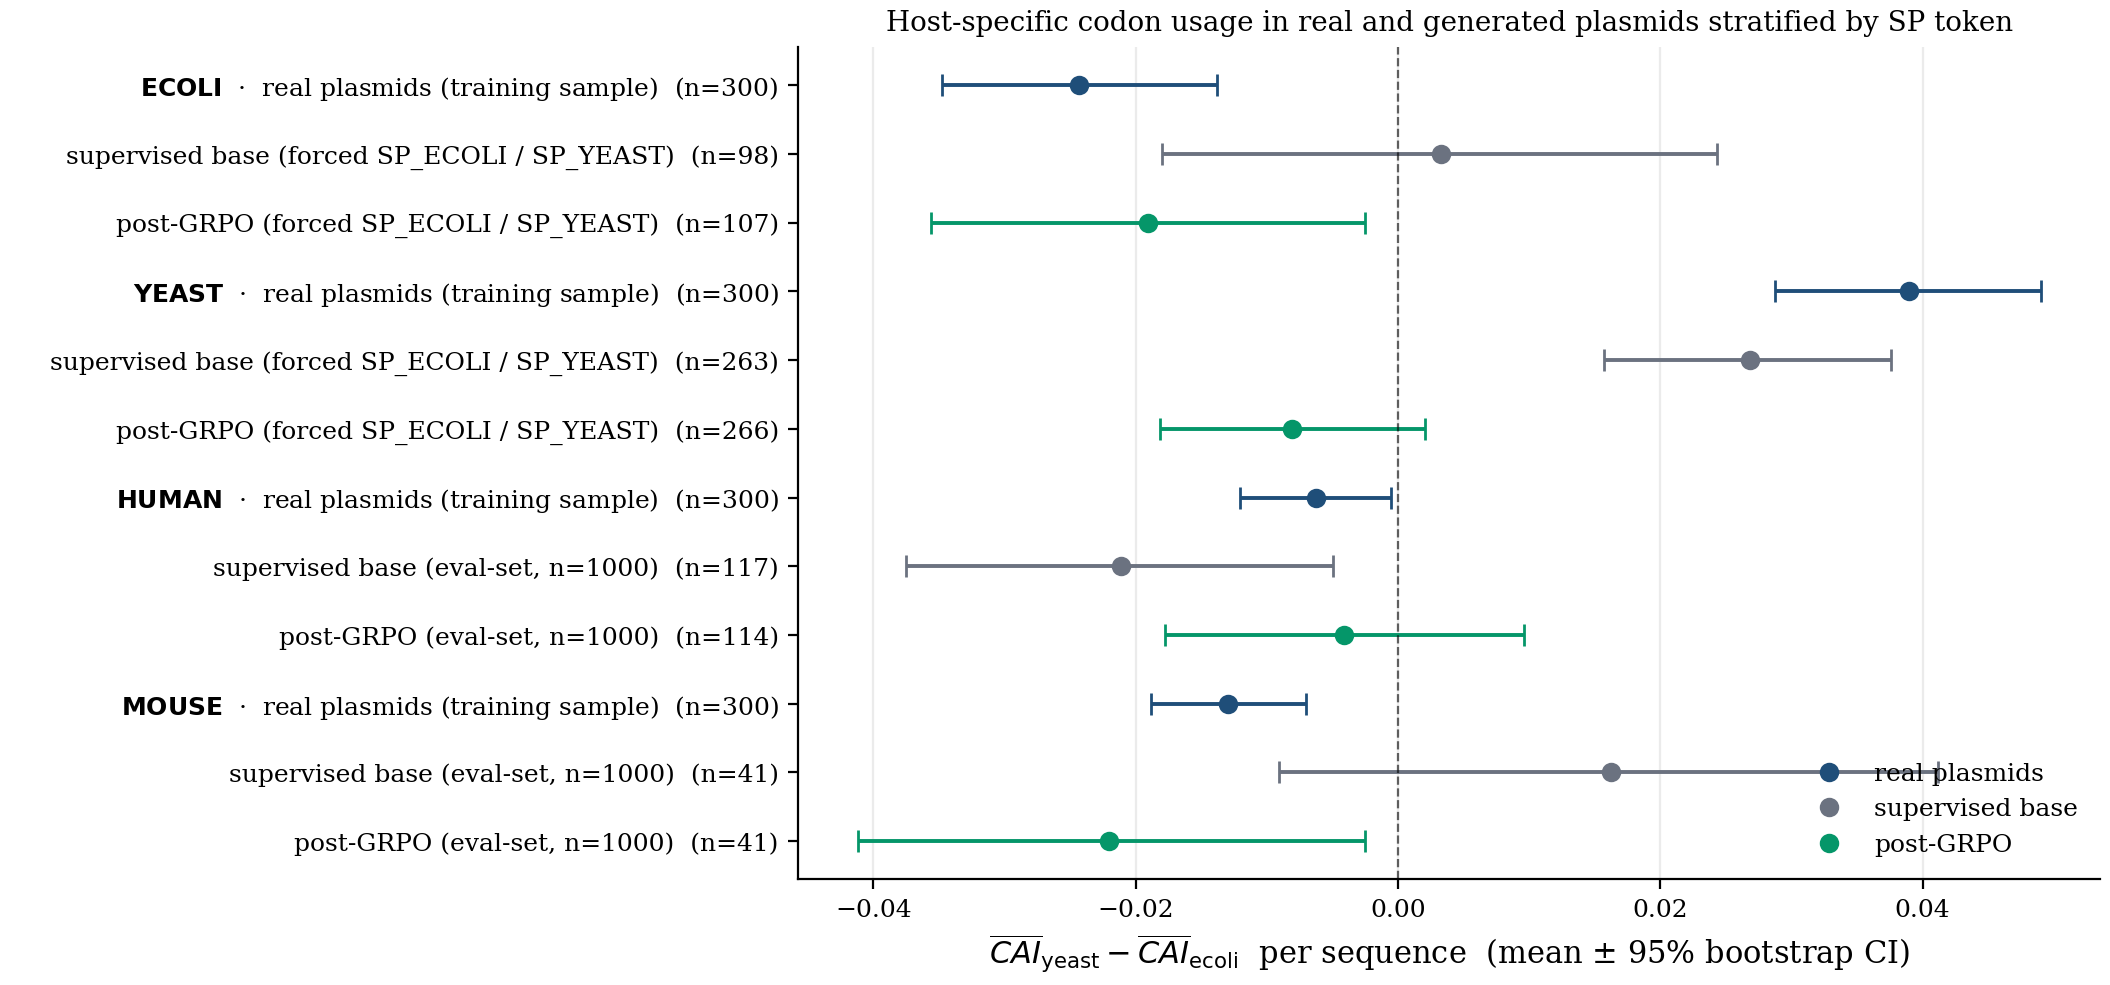 Host-specific codon usage in real and generated plasmids stratified by SP token
ECOLI · real plasmids (training sample) (n=300)
supervised base (forced SP_ECOLI / SP_YEAST) (n=98)
post-GRPO (forced SP_ECOLI / SP_YEAST) (n=107)
YEAST · real plasmids (training sample) (n=300)
supervised base (forced SP_ECOLI / SP_YEAST) (n=263)
post-GRPO (forced SP_ECOLI / SP_YEAST) (n=266)
HUMAN · real plasmids (training sample) (n=300)
supervised base (eval-set, n=1000) (n=117)
post-GRPO (eval-set, n=1000) (n=114)
MOUSE · real plasmids (training sample) (n=300)
supervised base (eval-set, n=1000) (n=41)
post-GRPO (eval-set, n=1000) (n=41)
real plasmids
supervised base
post-GRPO
−0.04 −0.02 0.00 0.02 0.04
C̅A̅I̅yeast − C̅A̅I̅ecoli per sequence (mean ± 95% bootstrap CI)